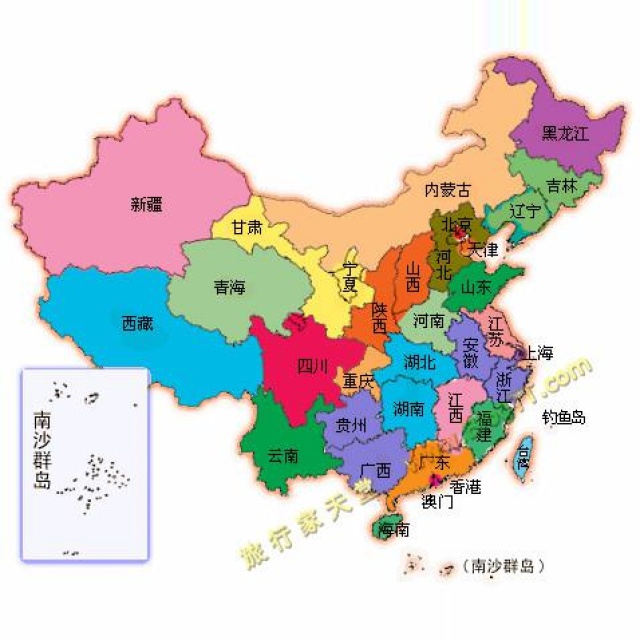 黑龙江
吉林
内蒙古
辽宁
新疆
北京
甘肃
天津
河北
宁夏
山西
青海
山东
陕西
河南
江苏
西藏
安徽
上海
四川
湖北
重庆
浙江
湖南
江西
钓鱼岛
南沙群岛
贵州
福建
云南
广西
广东
台湾
香港
澳门
海南
旅行家天
.com
(南沙群岛)